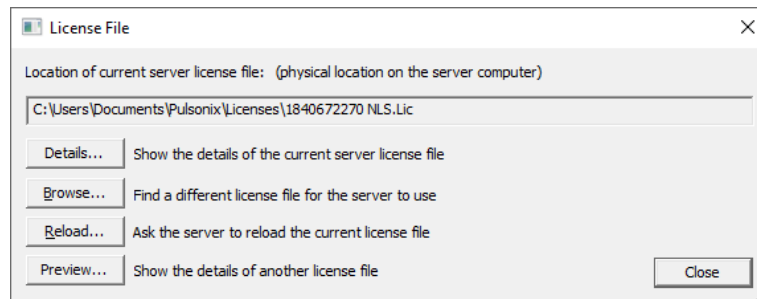 License File
Location of current server license file: (physical location on the server computer)
C:\Users\Documents\Pulsonix\Licenses\1840672270 NLS.Lic
Details... Show the details of the current server license file
Browse... Find a different license file for the server to use
Reload... Ask the server to reload the current license file
Preview... Show the details of another license file Close